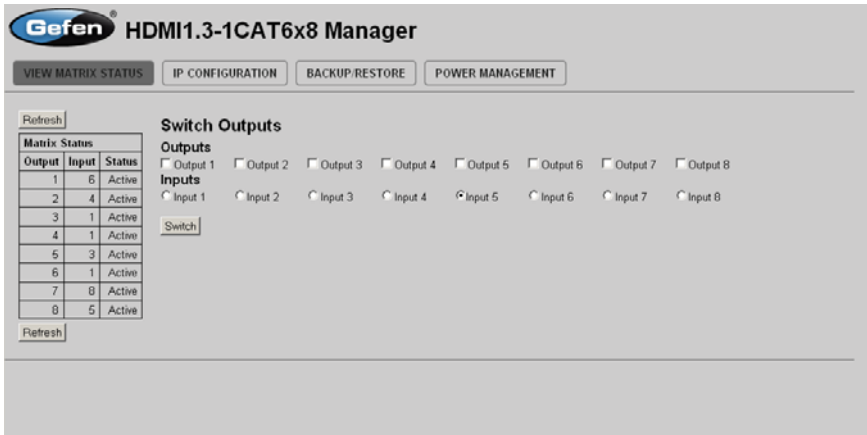 Gefen® HDMI1.3-1CAT6x8 Manager
VIEW MATRIX STATUS IP CONFIGURATION BACKUP/RESTORE POWER MANAGEMENT
Refresh
Matrix Status
Output Input Status
1 6 Active
2 4 Active
3 1 Active
4 1 Active
5 3 Active
6 1 Active
7 8 Active
8 5 Active
Refresh
Switch Outputs
Outputs
Output 1 Output 2 Output 3 Output 4 Output 5 Output 6 Output 7 Output 8
Inputs
Input 1 Input 2 Input 3 Input 4 Input 5 Input 6 Input 7 Input 8
Switch